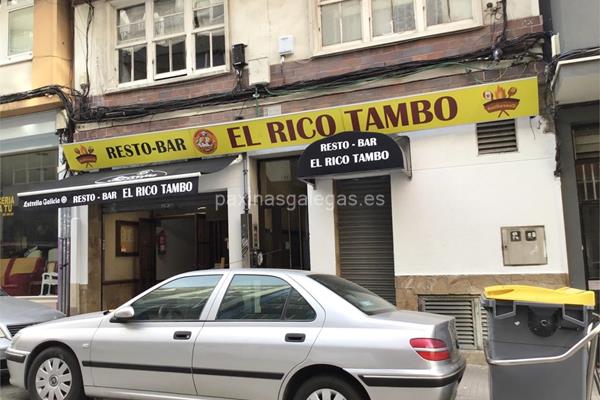 RESTO-BAR EL RICO TAMBO
RESTO - BAR
EL RICO TAMBO
Estrella Galicia RESTO - BAR EL RICO TAMBO
paxinasgalegas.es